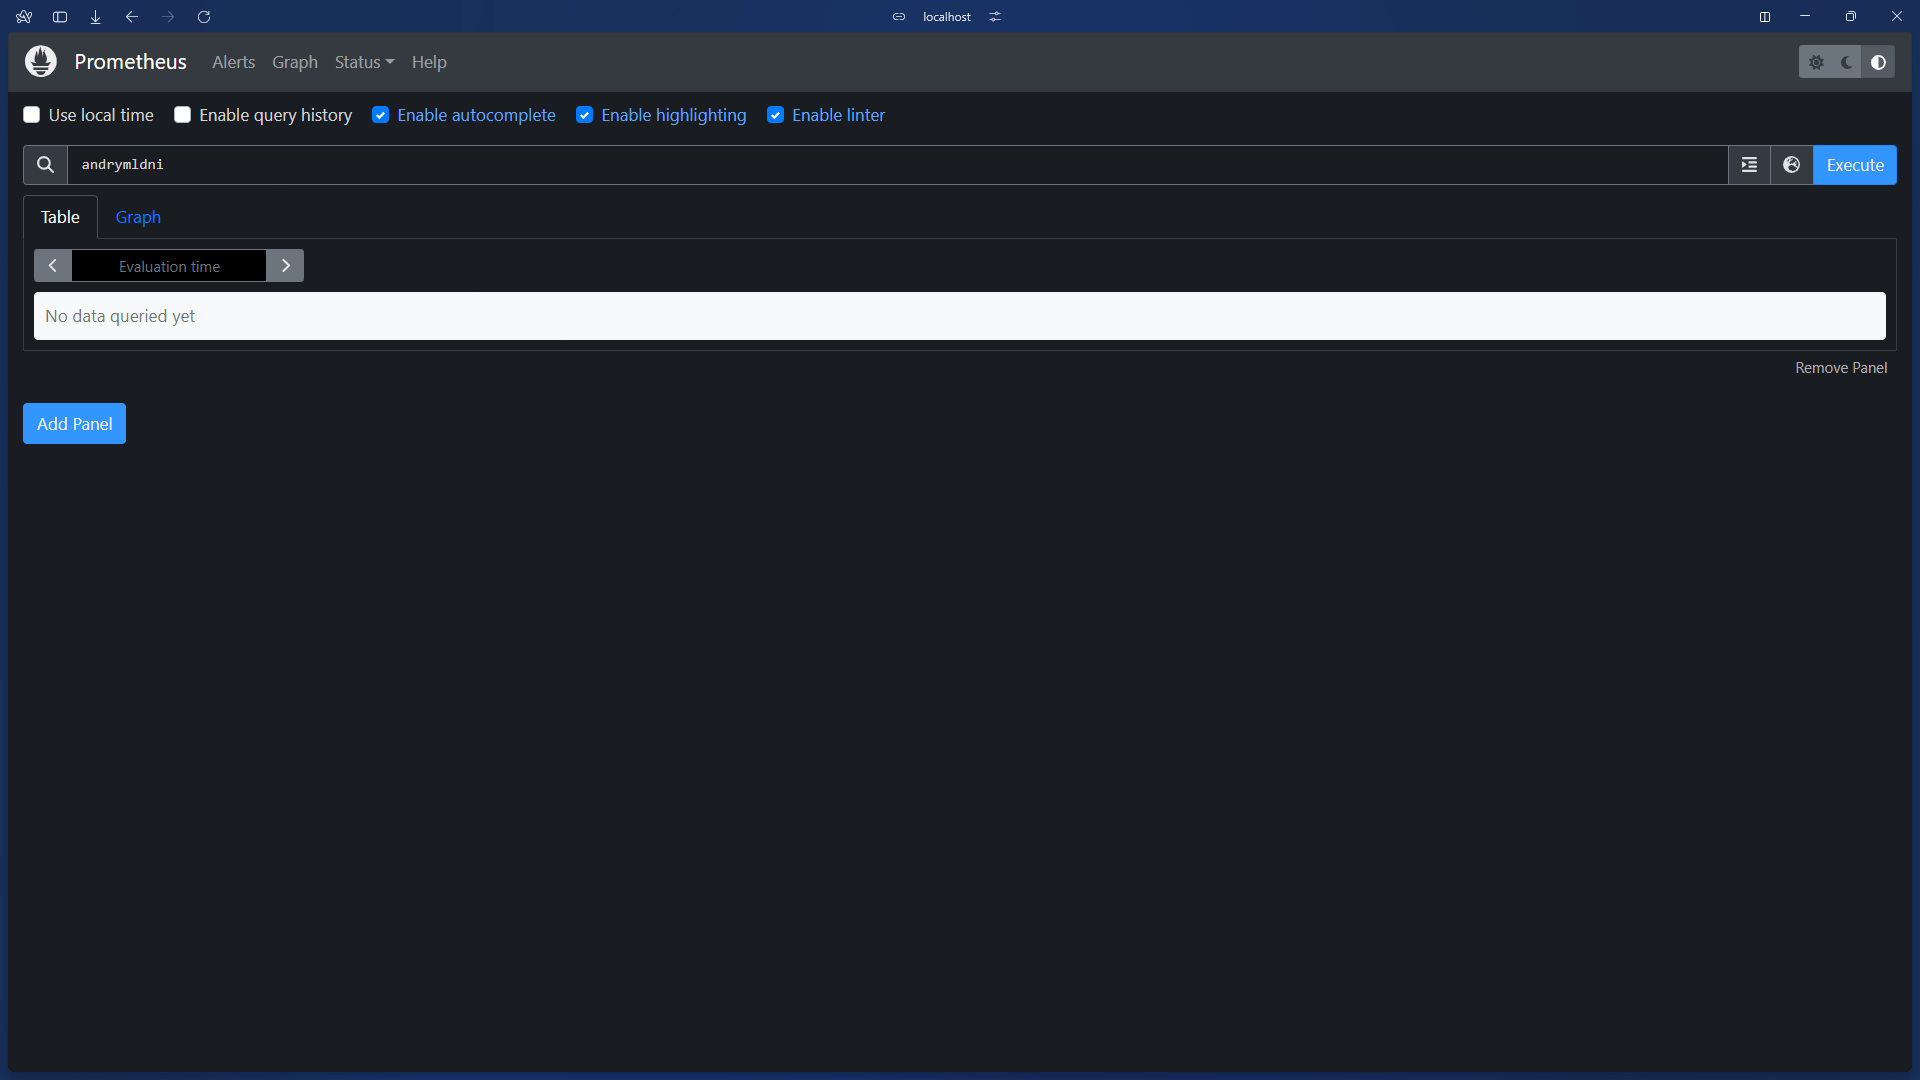 localhost
Prometheus Alerts Graph Status Help
Use local time Enable query history Enable autocomplete Enable highlighting Enable linter
andrymldni Execute
Table Graph
Evaluation time
No data queried yet
Remove Panel
Add Panel